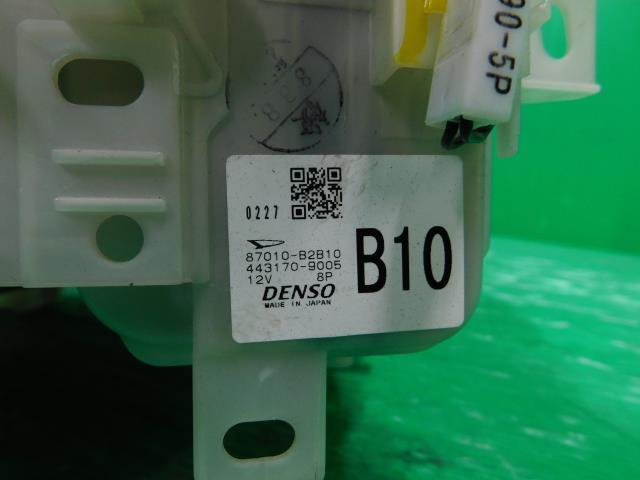 90-5P
0227
87010-B2B10
443170-9005
12V 8P
DENSO
MADE IN JAPAN
B10